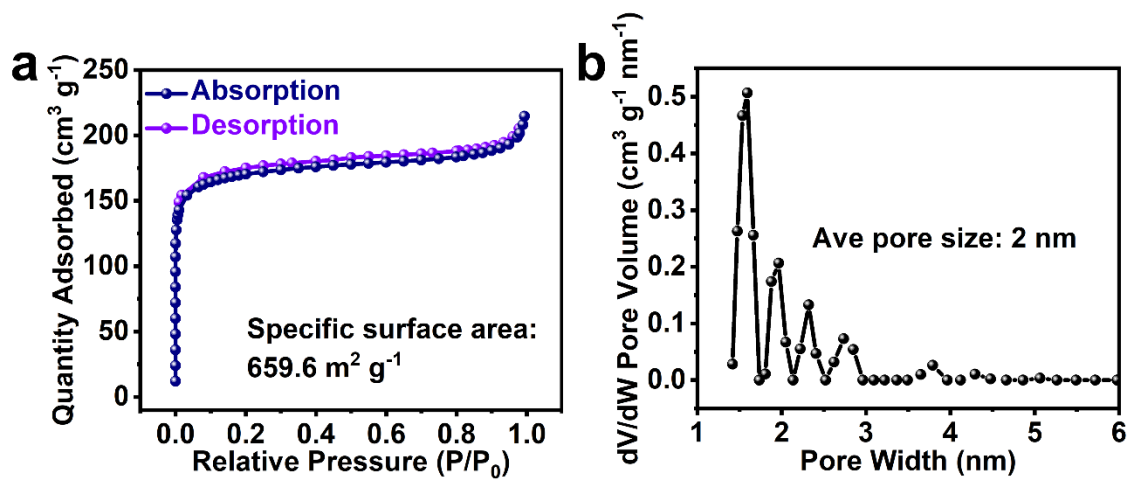 a
Quantity Adsorbed (cm³ g⁻¹)
250
200
150
100
50
0
Absorption
Desorption
Specific surface area:
659.6 m² g⁻¹
0.0 0.2 0.4 0.6 0.8 1.0
Relative Pressure (P/P₀)
b
dV/dW Pore Volume (cm³ g⁻¹ nm⁻¹)
0.5
0.4
0.3
0.2
0.1
0.0
Ave pore size: 2 nm
1 2 3 4 5 6
Pore Width (nm)